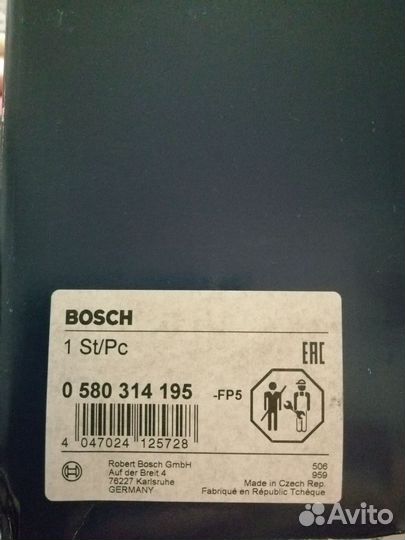 BOSCH
1 St/Pc
EAC
0 580 314 195 -FP5
4 047024 125728
Robert Bosch GmbH
Auf der Breit 4
76227 Karlsruhe
GERMANY
506
959
Made in Czech Rep.
Fabriqué en République Tchèque
Avito